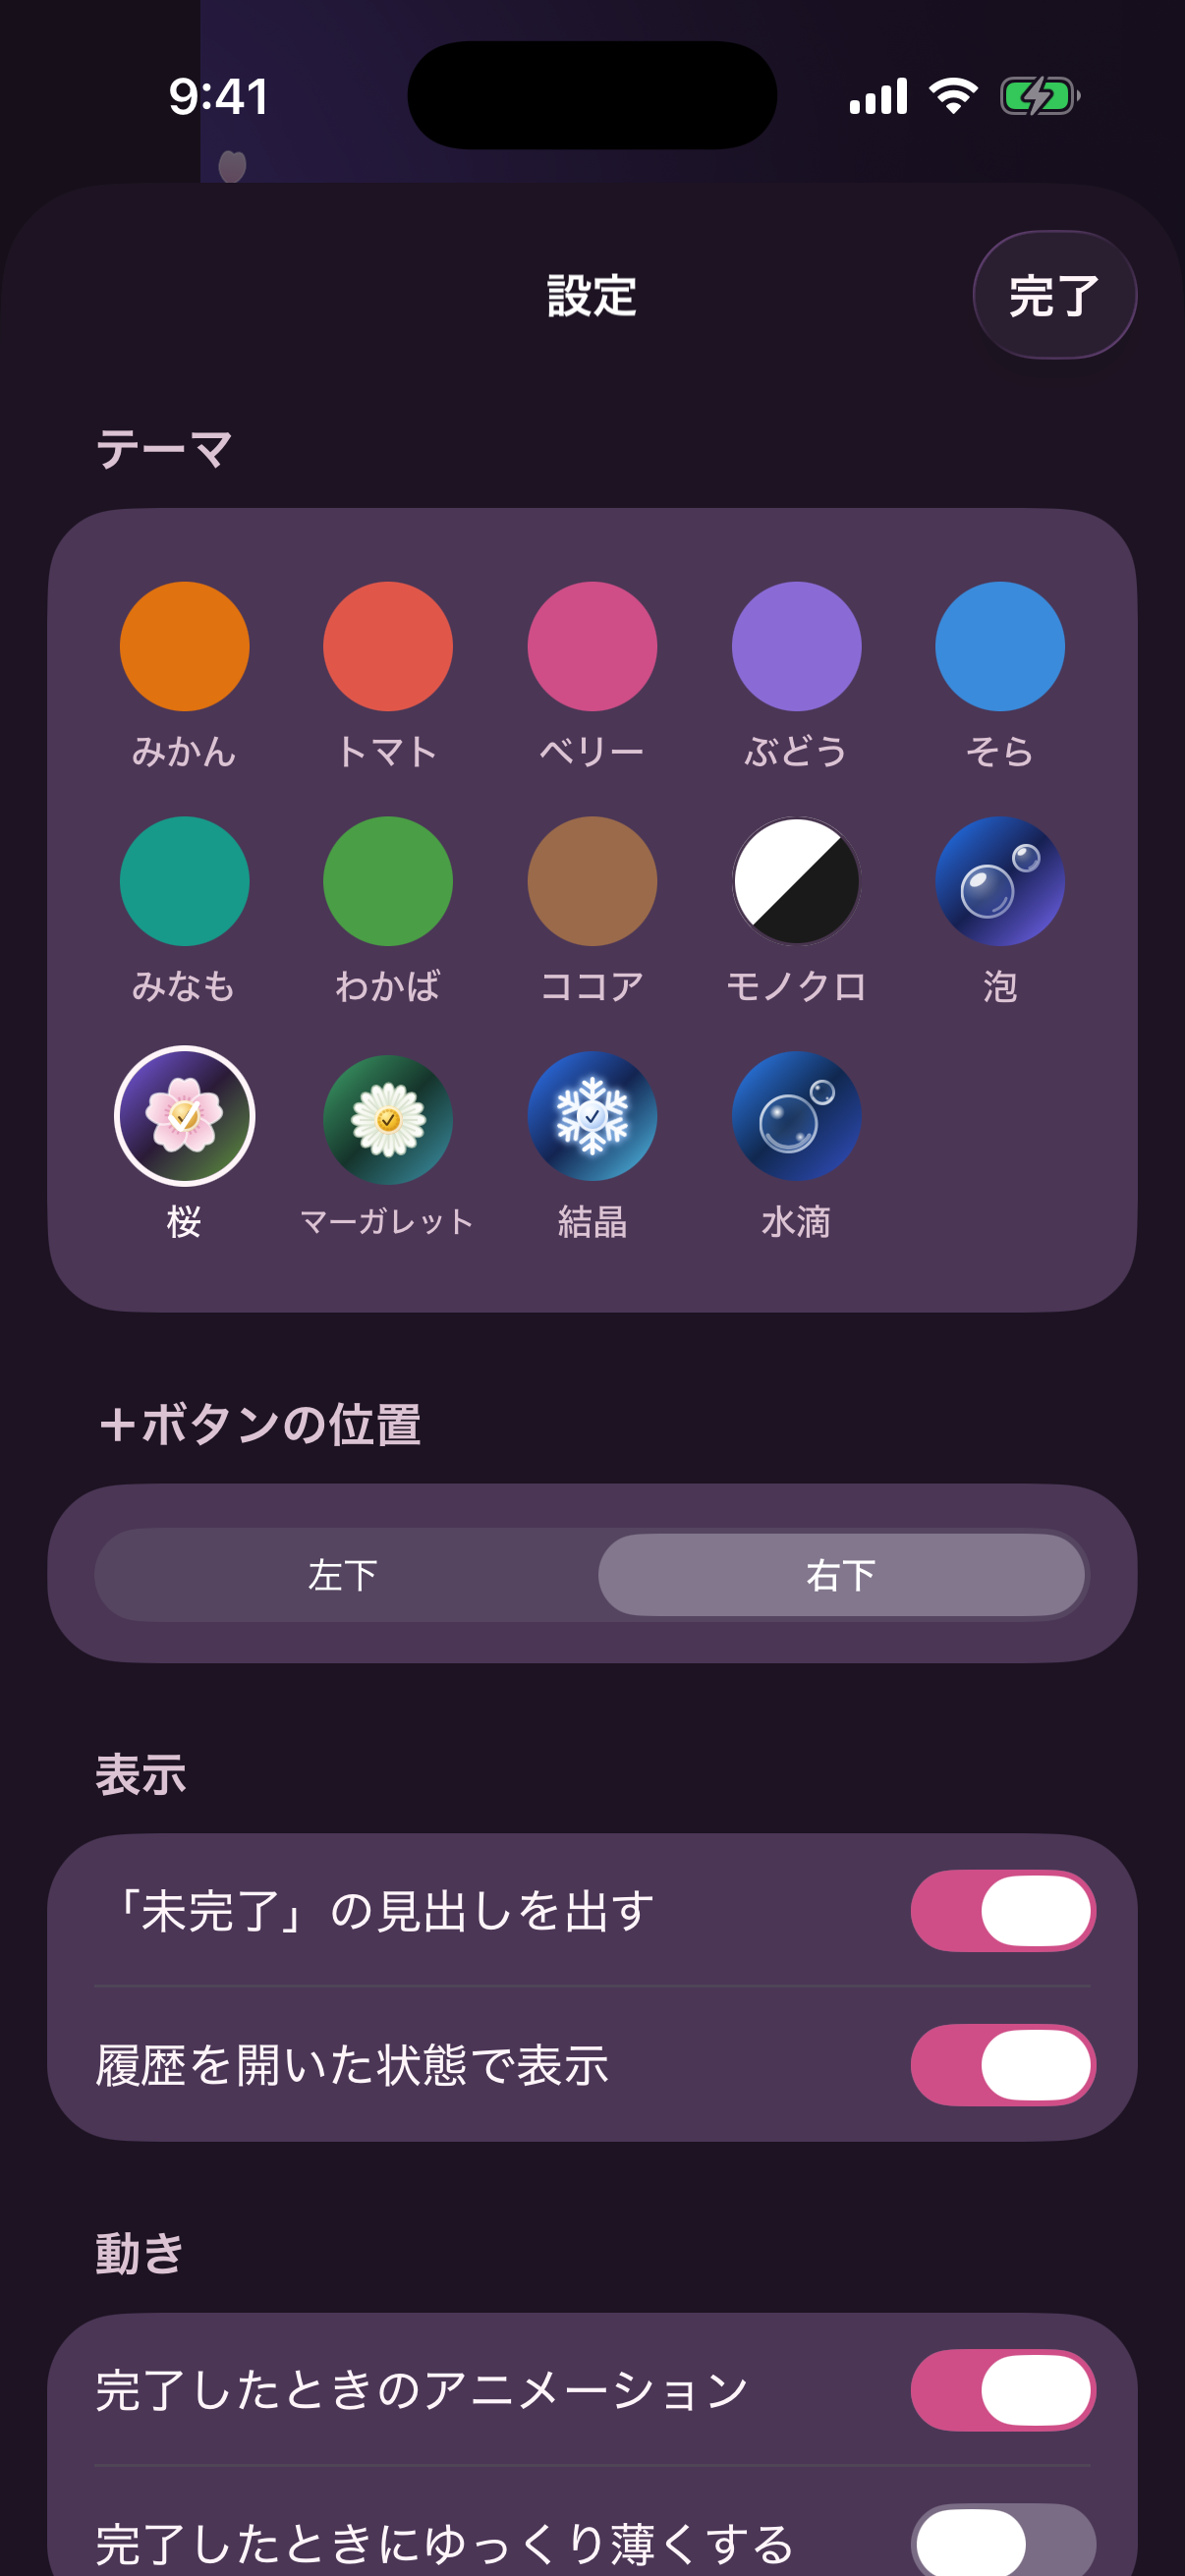 9:41
設定
完了
テーマ
みかん
トマト
ベリー
ぶどう
そら
みなも
わかば
ココア
モノクロ
泡
桜
マーガレット
結晶
水滴
＋ボタンの位置
左下
右下
表示
「未完了」の見出しを出す
履歴を開いた状態で表示
動き
完了したときのアニメーション
完了したときにゆっくり薄くする